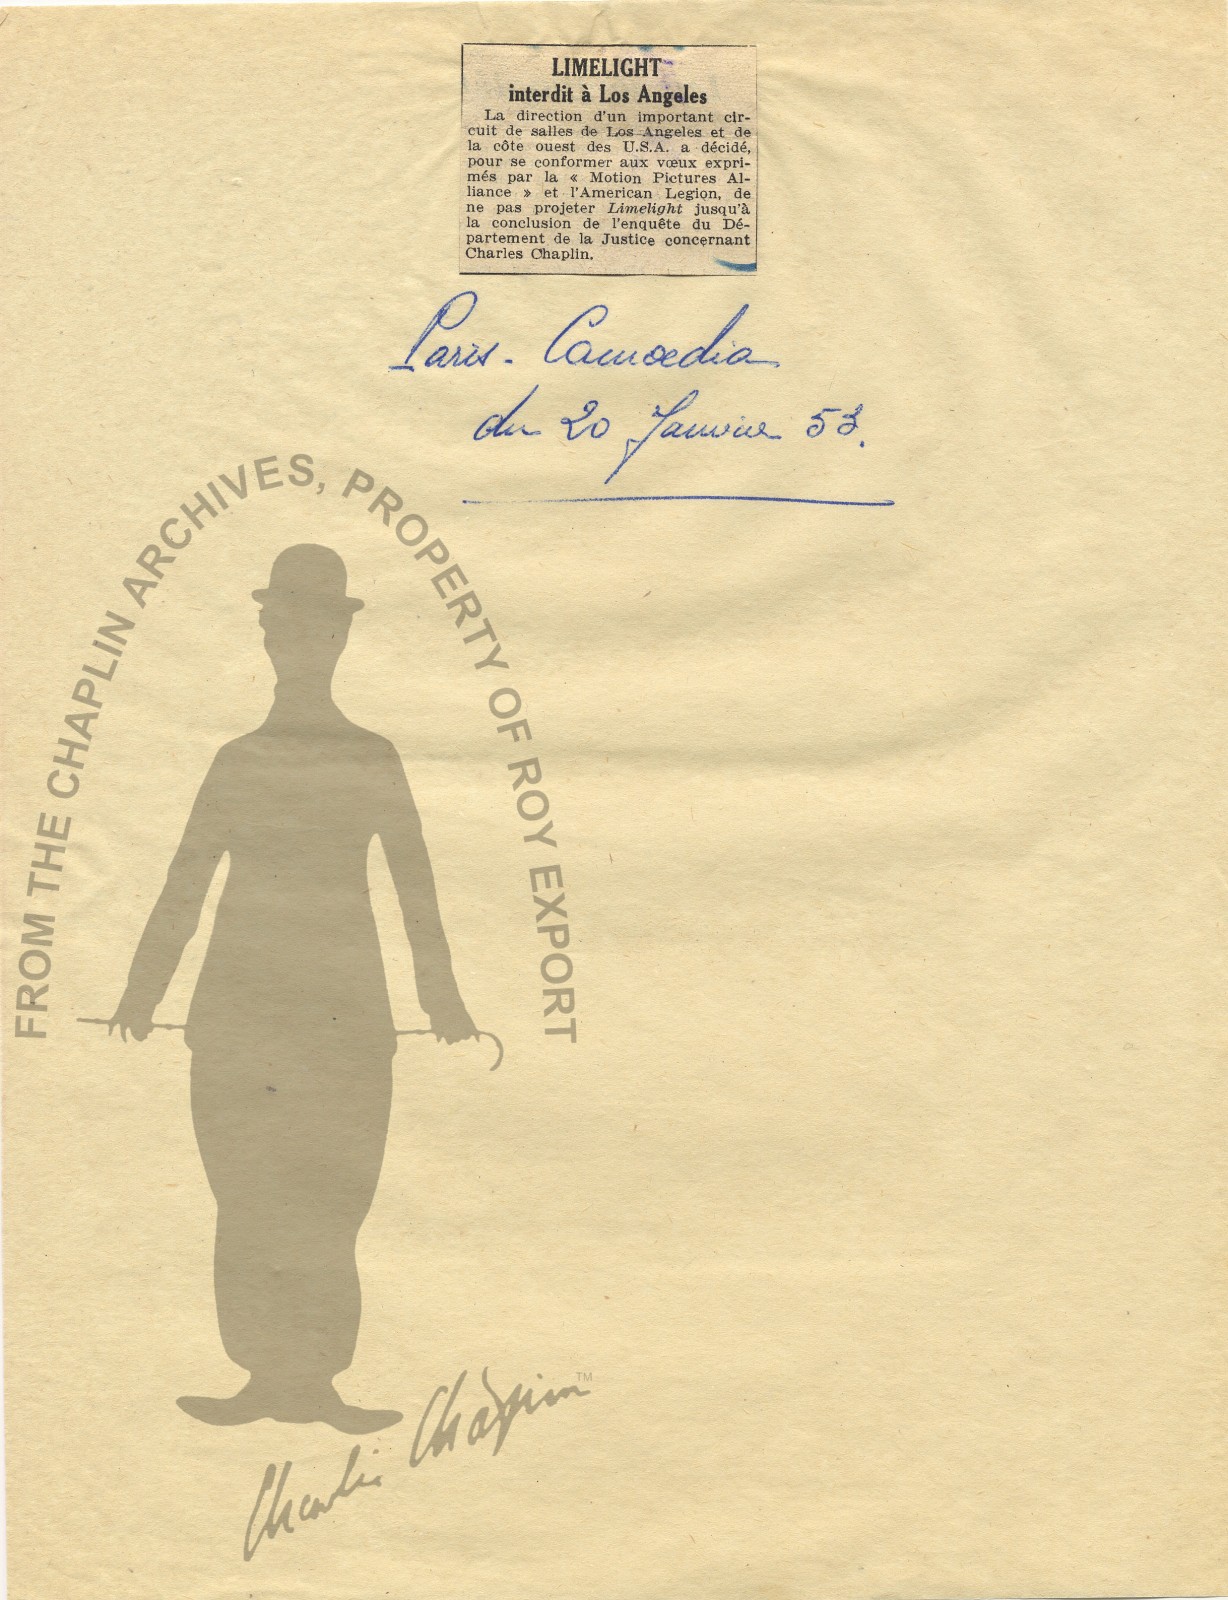 LIMELIGHT
interdit à Los Angeles
La direction d'un important cir-
cuit de salles de Los Angeles et de
la côte ouest des U.S.A. a décidé,
pour se conformer aux vœux expri-
més par la « Motion Pictures Al-
liance » et l'American Legion, de
ne pas projeter Limelight jusqu'à
la conclusion de l'enquête du Dé-
partement de la Justice concernant
Charles Chaplin.
Paris - Comoedia
du 20 Janvier 53.
FROM THE CHAPLIN ARCHIVES, PROPERTY OF ROY EXPORT
Charlie Chaplin TM